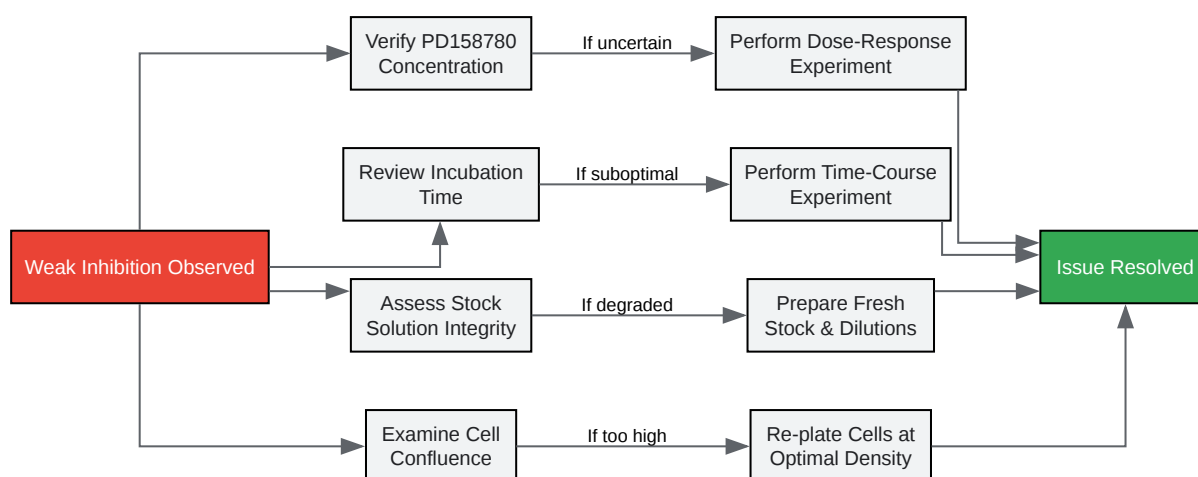 Verify PD158780
Concentration
If uncertain
Perform Dose-Response
Experiment
Review Incubation
Time
If suboptimal
Perform Time-Course
Experiment
Weak Inhibition Observed
Issue Resolved
Assess Stock
Solution Integrity
If degraded
Prepare Fresh
Stock & Dilutions
Examine Cell
Confluence
If too high
Re-plate Cells at
Optimal Density